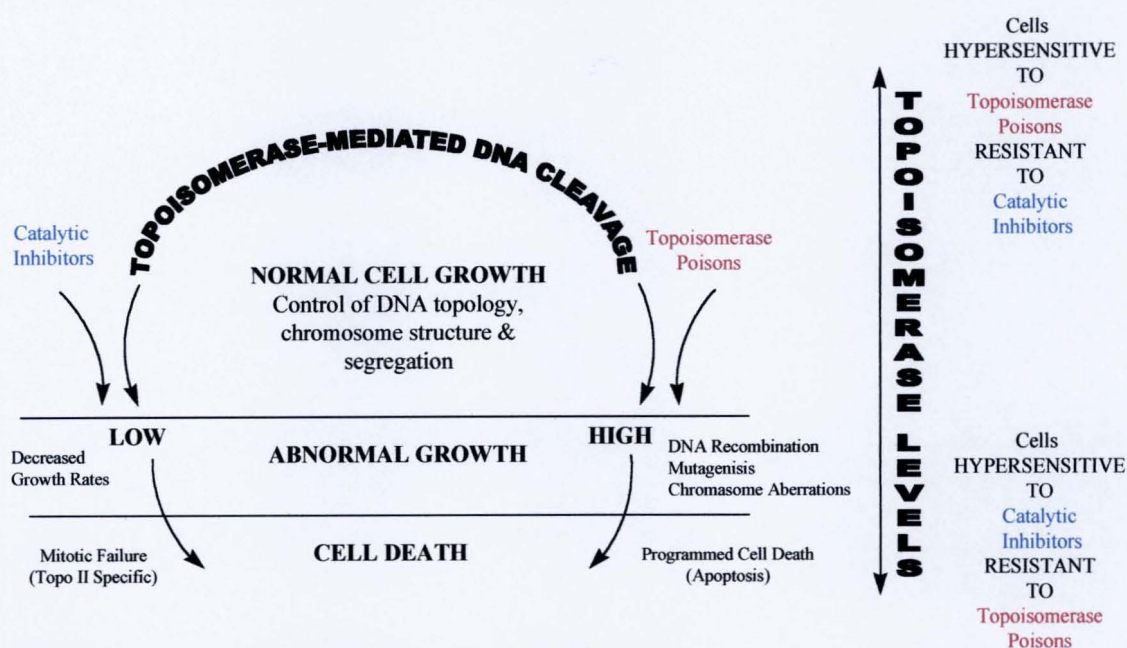 TOPOISOMERASE-MEDIATED DNA CLEAVAGE
Catalytic
Inhibitors
Topoisomerase
Poisons
NORMAL CELL GROWTH
Control of DNA topology,
chromosome structure &
segregation
LOW
HIGH
ABNORMAL GROWTH
Decreased
Growth Rates
DNA Recombination
Mutagenisis
Chromasome Aberrations
CELL DEATH
Mitotic Failure
(Topo II Specific)
Programmed Cell Death
(Apoptosis)
TOPOISOMERASE LEVELS
Cells
HYPERSENSITIVE
TO
Topoisomerase
Poisons
RESISTANT
TO
Catalytic
Inhibitors
Cells
HYPERSENSITIVE
TO
Catalytic
Inhibitors
RESISTANT
TO
Topoisomerase
Poisons